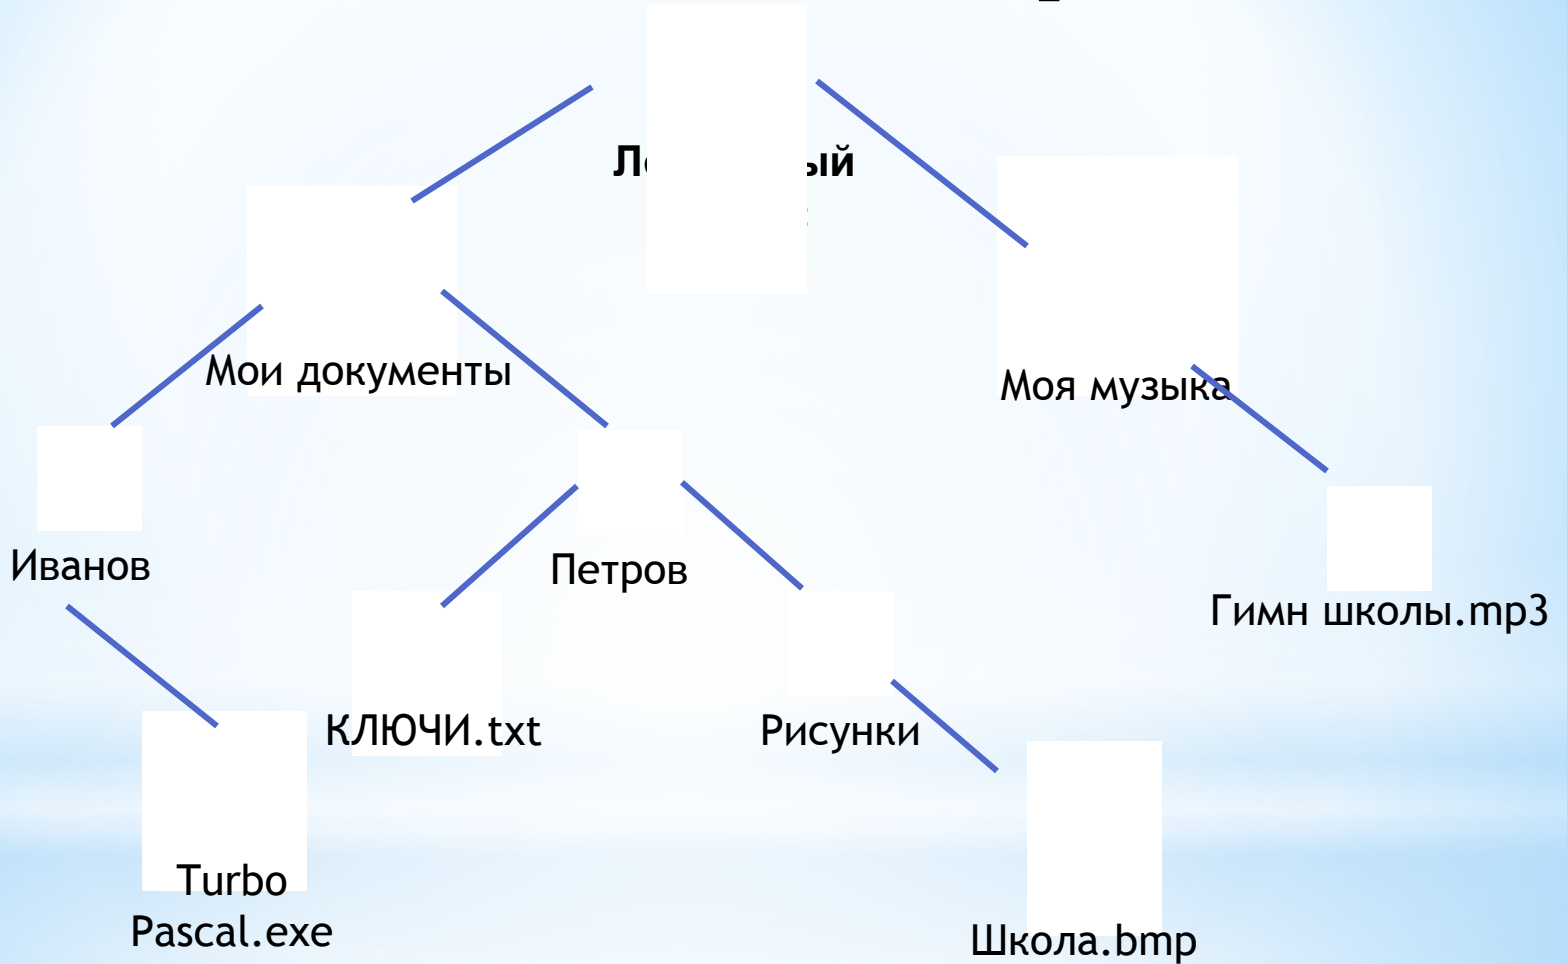 Мои документы
Моя музыка
Иванов
Петров
Гимн школы.mp3
КЛЮЧИ.txt
Рисунки
Turbo
Pascal.exe
Школа.bmp